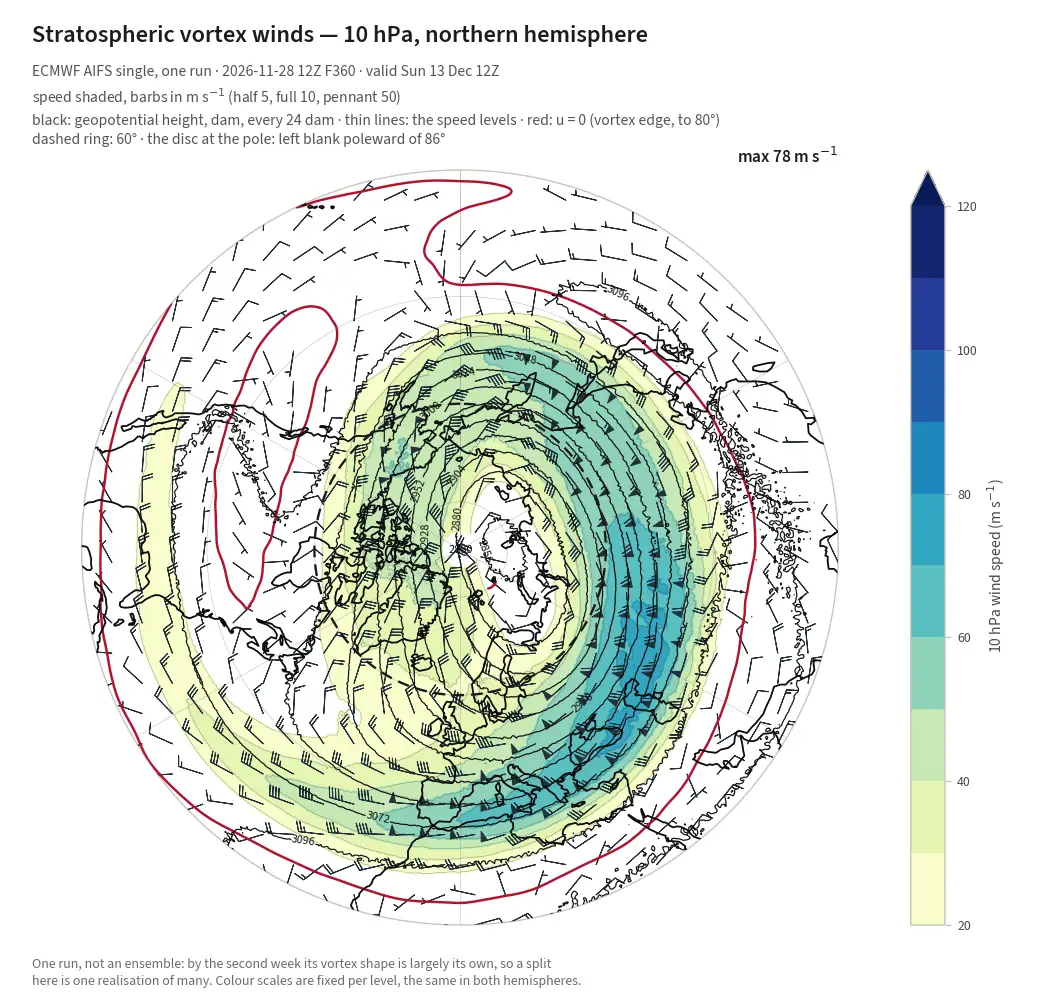 Stratospheric vortex winds — 10 hPa, northern hemisphere
ECMWF AIFS single, one run · 2026-11-28 12Z F360 · valid Sun 13 Dec 12Z
speed shaded, barbs in m s⁻¹ (half 5, full 10, pennant 50)
black: geopotential height, dam, every 24 dam · thin lines: the speed levels · red: u = 0 (vortex edge, to 80°)
dashed ring: 60° · the disc at the pole: left blank poleward of 86°
max 78 m s⁻¹
120
100
80
60
40
20
10 hPa wind speed (m s⁻¹)
3096
2928
2880
3072
3096
One run, not an ensemble: by the second week its vortex shape is largely its own, so a split
here is one realisation of many. Colour scales are fixed per level, the same in both hemispheres.